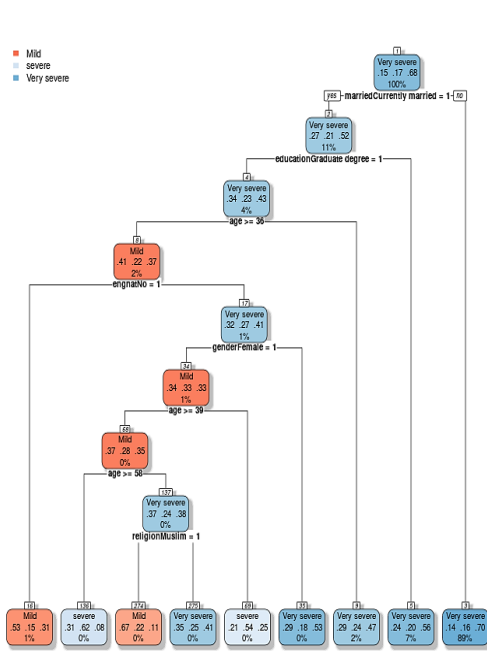 Mild
severe
Very severe
1
Very severe
.15 .17 .68
100%
yes marriedCurrently married = 1 no
2
Very severe
.27 .21 .52
11%
educationGraduate degree = 1
4
Very severe
.34 .23 .43
4%
age >= 36
8
Mild
.41 .22 .37
2%
engnatNo = 1
17
Very severe
.32 .27 .41
1%
genderFemale = 1
34
Mild
.34 .33 .33
1%
age >= 39
68
Mild
.37 .28 .35
0%
age >= 58
137
Very severe
.37 .24 .38
0%
religionMuslim = 1
16 136 274 275 69 35 9 5 3
Mild severe Mild Very severe severe Very severe Very severe Very severe Very severe
.53 .15 .31 .31 .62 .08 .67 .22 .11 .35 .25 .41 .21 .54 .25 .29 .18 .53 .29 .24 .47 .24 .20 .56 .14 .16 .70
1% 0% 0% 0% 0% 0% 2% 7% 89%